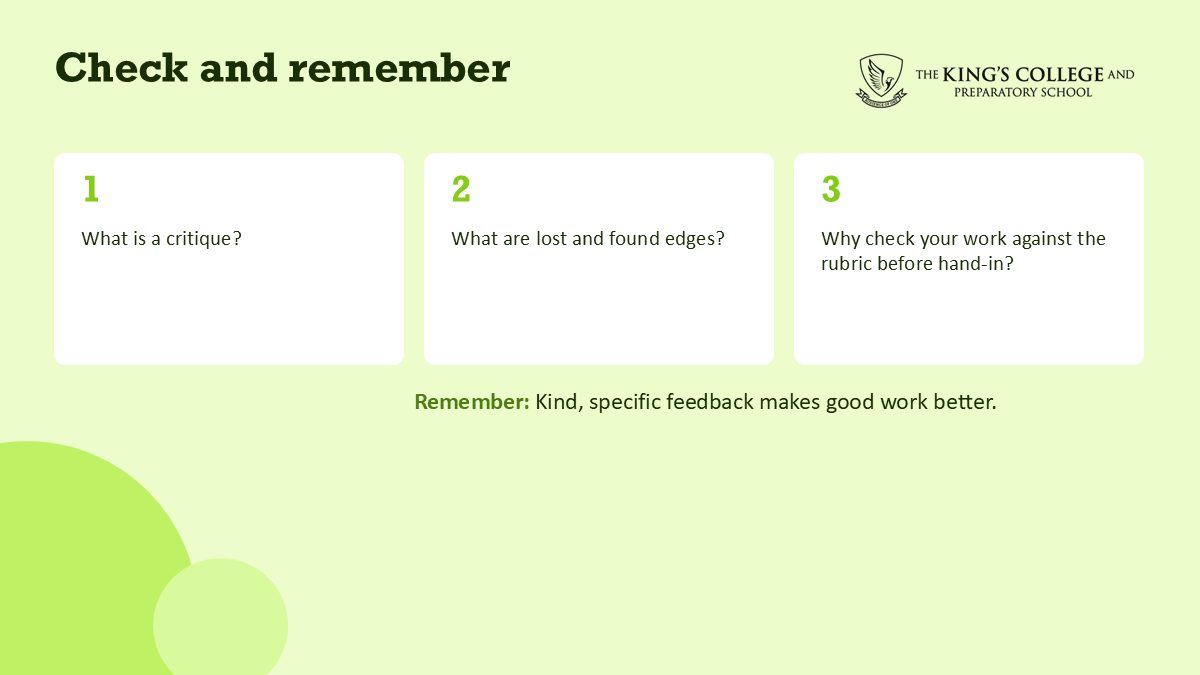 Check and remember
THE KING'S COLLEGE AND
PREPARATORY SCHOOL
1
What is a critique?
2
What are lost and found edges?
3
Why check your work against the
rubric before hand-in?
Remember: Kind, specific feedback makes good work better.